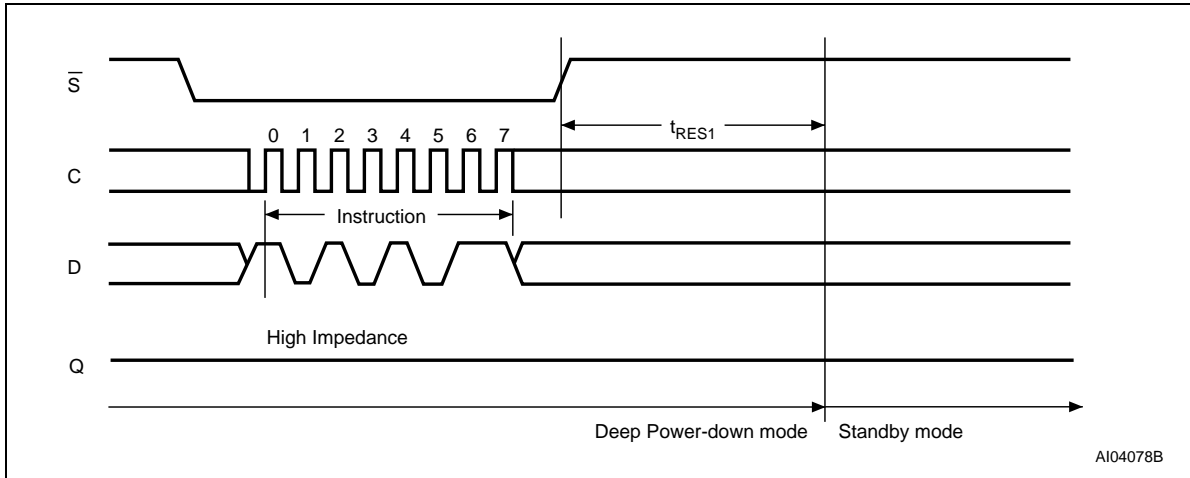 S̅
0 1 2 3 4 5 6 7
tRES1
C
Instruction
D
High Impedance
Q
Deep Power-down mode Standby mode
AI04078B